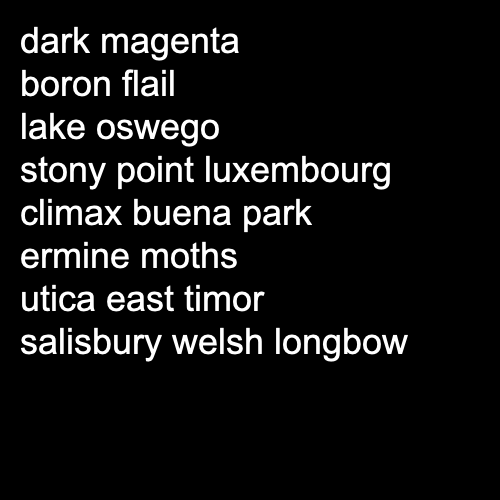 dark magenta
boron flail
lake oswego
stony point luxembourg
climax buena park
ermine moths
utica east timor
salisbury welsh longbow